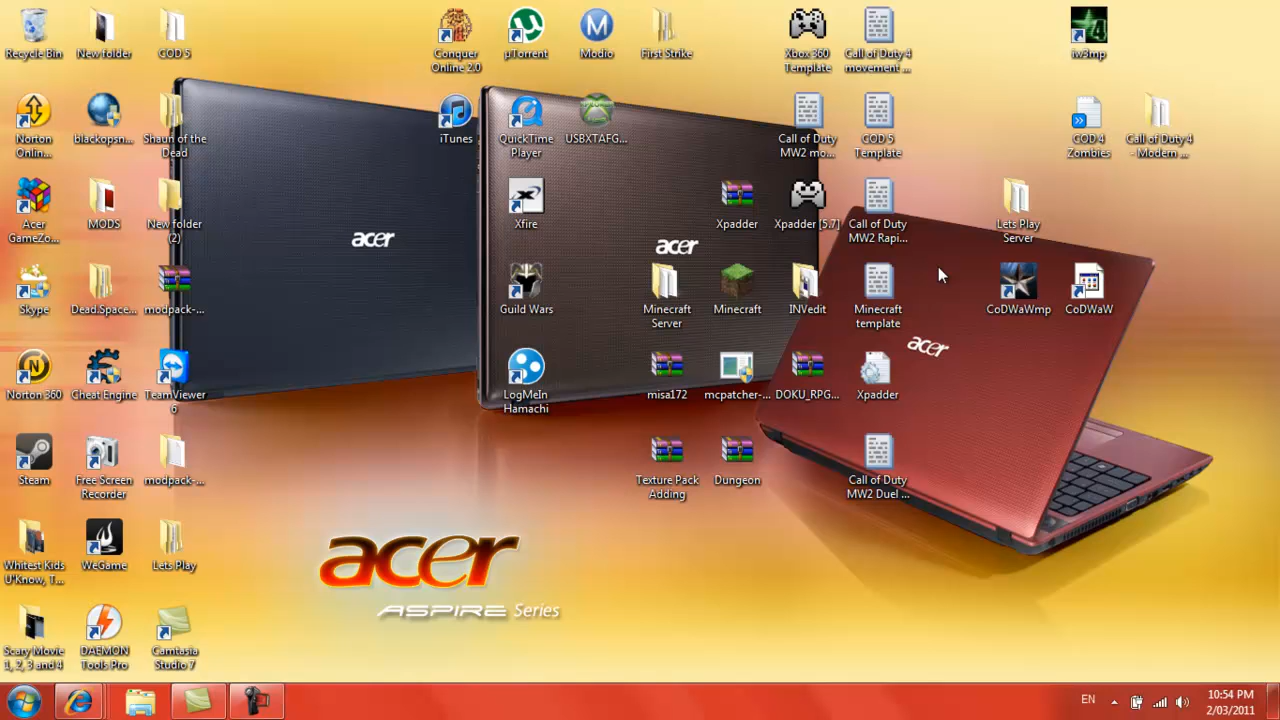 Recycle Bin
New folder
COD 5
Conquer
Online 2.0
µTorrent
Modio
First Strike
Xbox 360
Template
Call of Duty 4
movement ...
iw3mp
Norton
Onlin...
blackopsn...
Shaun of the
Dead
iTunes
QuickTime
Player
USBXTAFG...
Call of Duty
MW2 mo...
COD 5
Template
COD 4
Zombies
Call of Duty 4
- Modern ...
Acer
GameZo...
MODS
New folder
(2)
Xfire
Xpadder
Xpadder [5.7]
Call of Duty
MW2 Rapi...
Lets Play
Server
Skype
Dead.Space...
modpack-...
Guild Wars
Minecraft
Server
Minecraft
INVedit
Minecraft
template
CoDWaWmp
CoDWaW
Norton 360
Cheat Engine
TeamViewer
6
LogMeIn
Hamachi
misa172
mcpatcher-...
DOKU_RPG...
Xpadder
Steam
Free Screen
Recorder
modpack-...
Texture Pack
Adding
Dungeon
Call of Duty
MW2 Duel ...
Whitest Kids
U'Know, T...
WeGame
Lets Play
Scary Movie
1, 2, 3 and 4
DAEMON
Tools Pro
Camtasia
Studio 7
acer
acer
acer
acer
ASPIRE Series
EN
10:54 PM
2/03/2011